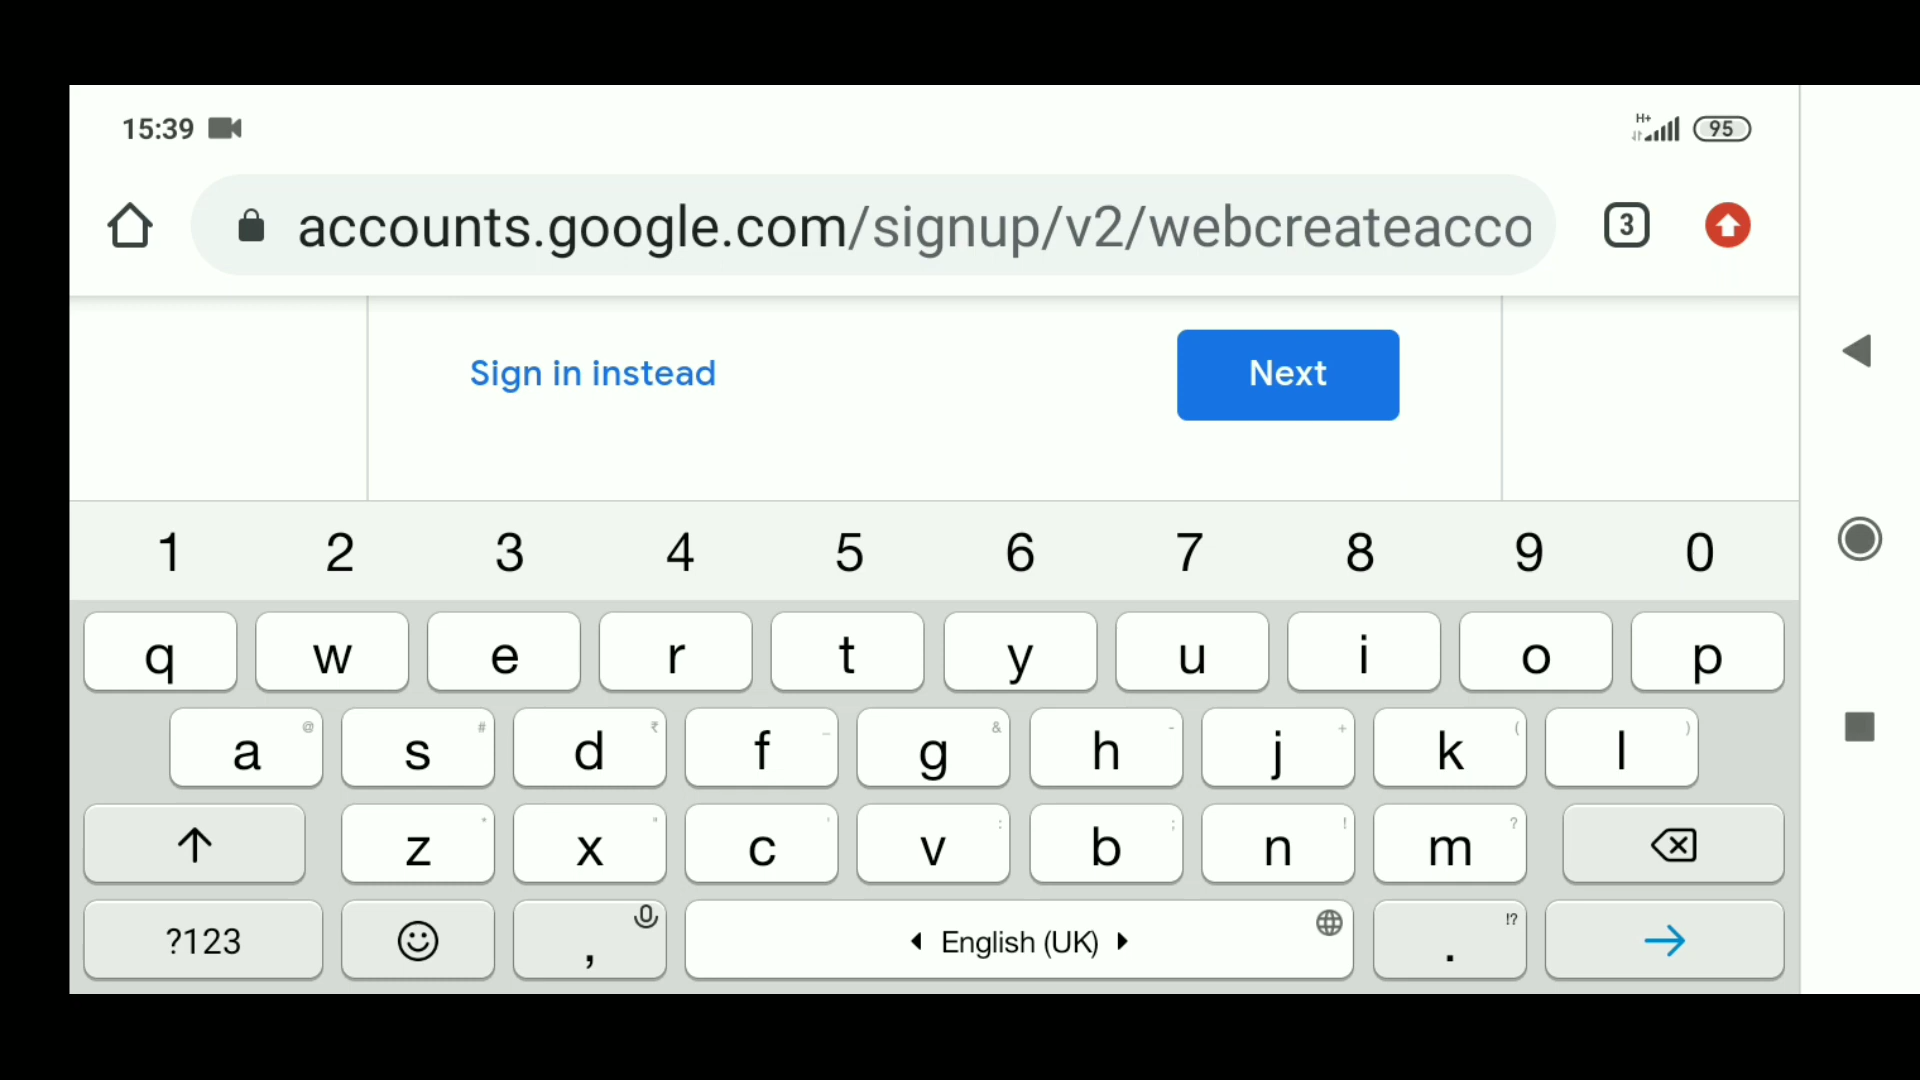 15:39
H+
95
accounts.google.com/signup/v2/webcreateacco
3
Sign in instead
Next
1 2 3 4 5 6 7 8 9 0
q w e r t y u i o p
@ # ₹ _ & - + ( )
a s d f g h j k l
* " ' : ; ! ?
z x c v b n m
!?
?123 , English (UK) .